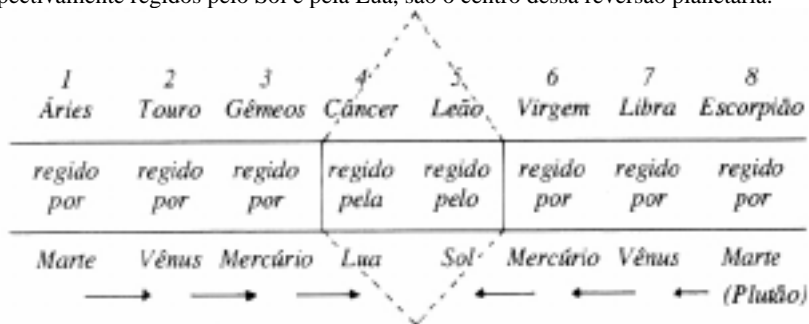 pectivamente regidos pelo Sol e pela Lua, são o centro dessa reversão planetária.
1 2 3 4 5 6 7 8
Áries Touro Gêmeos Câncer Leão Virgem Libra Escorpião
regido regido regido regido regido regido regido regido
por por por pela pelo por por por
Marte Vênus Mercúrio Lua Sol Mercúrio Vênus Marte
(Plutão)